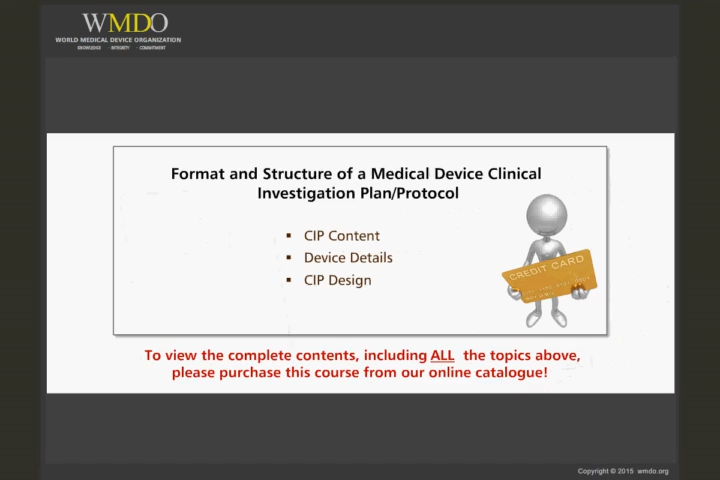 WMDO
WORLD MEDICAL DEVICE ORGANIZATION
KNOWLEDGE · INTEGRITY · COMMITMENT
Format and Structure of a Medical Device Clinical
Investigation Plan/Protocol
▪ CIP Content
▪ Device Details
▪ CIP Design
CREDIT CARD
To view the complete contents, including ALL the topics above,
please purchase this course from our online catalogue!
Copyright © 2015 wmdo.org